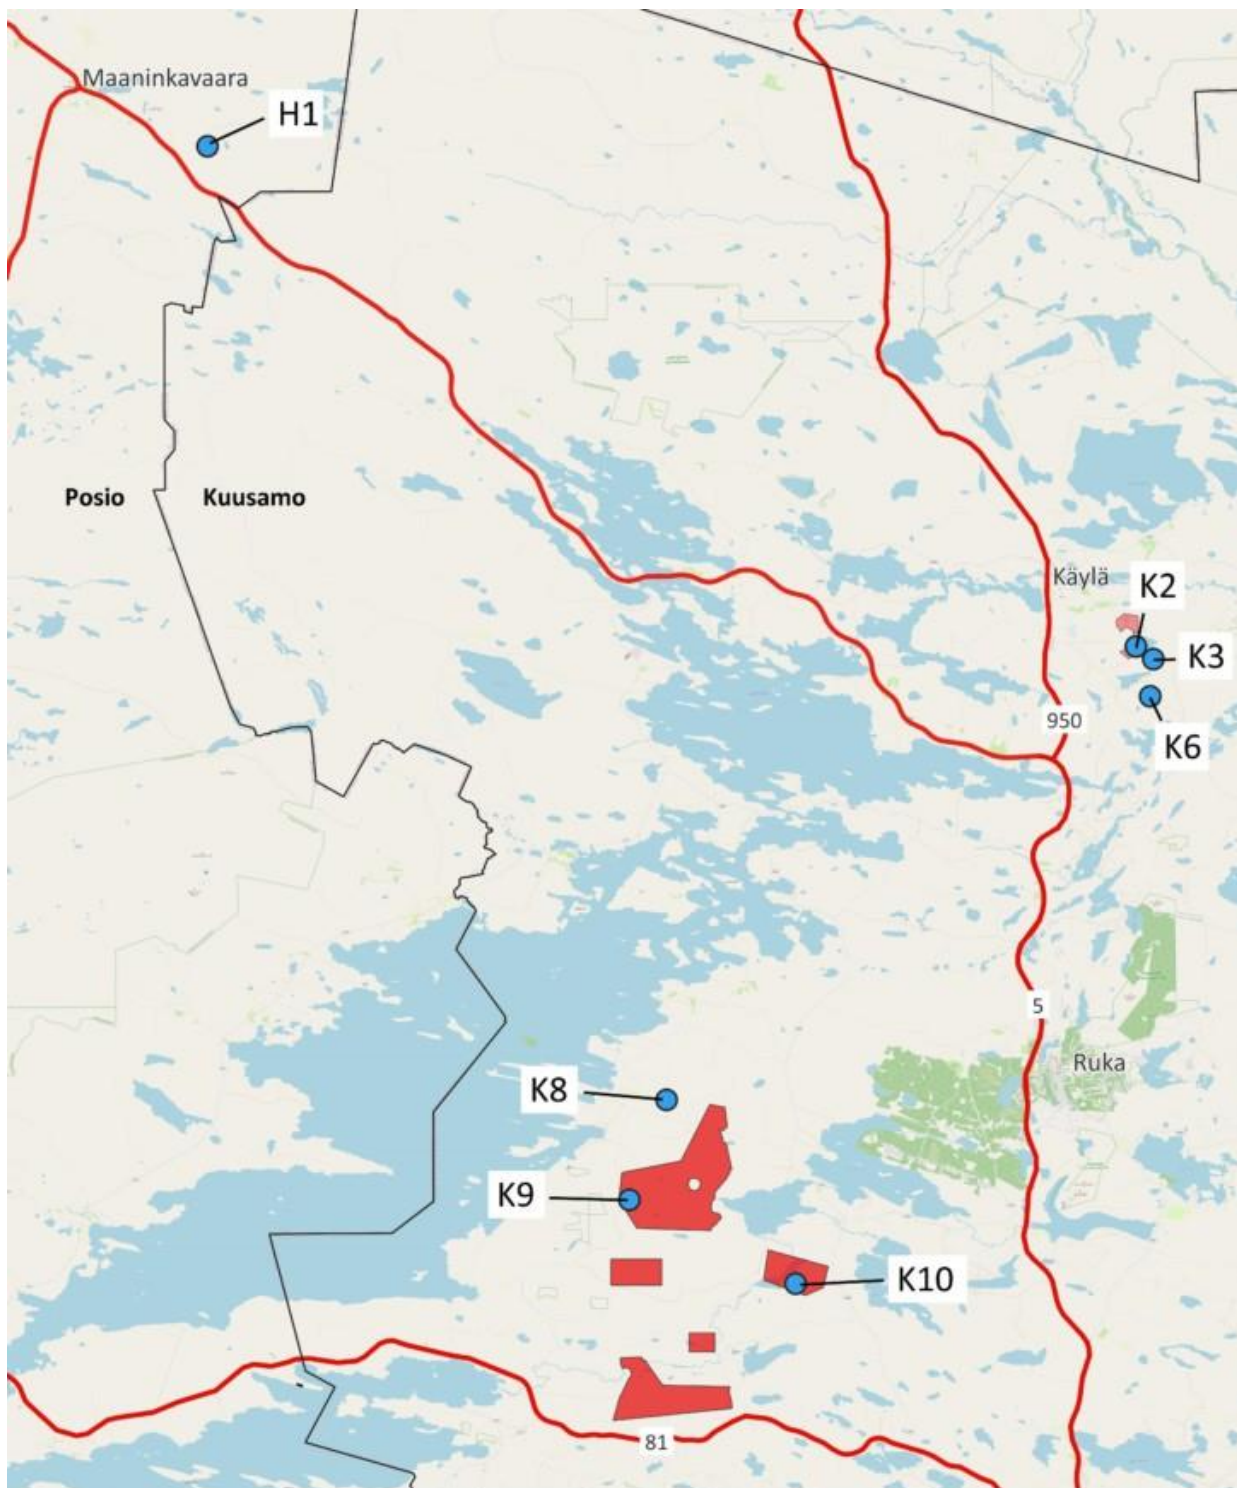 Maaninkavaara
H1
Posio
Kuusamo
Käylä
K2
K3
950
K6
5
Ruka
K8
K9
K10
81